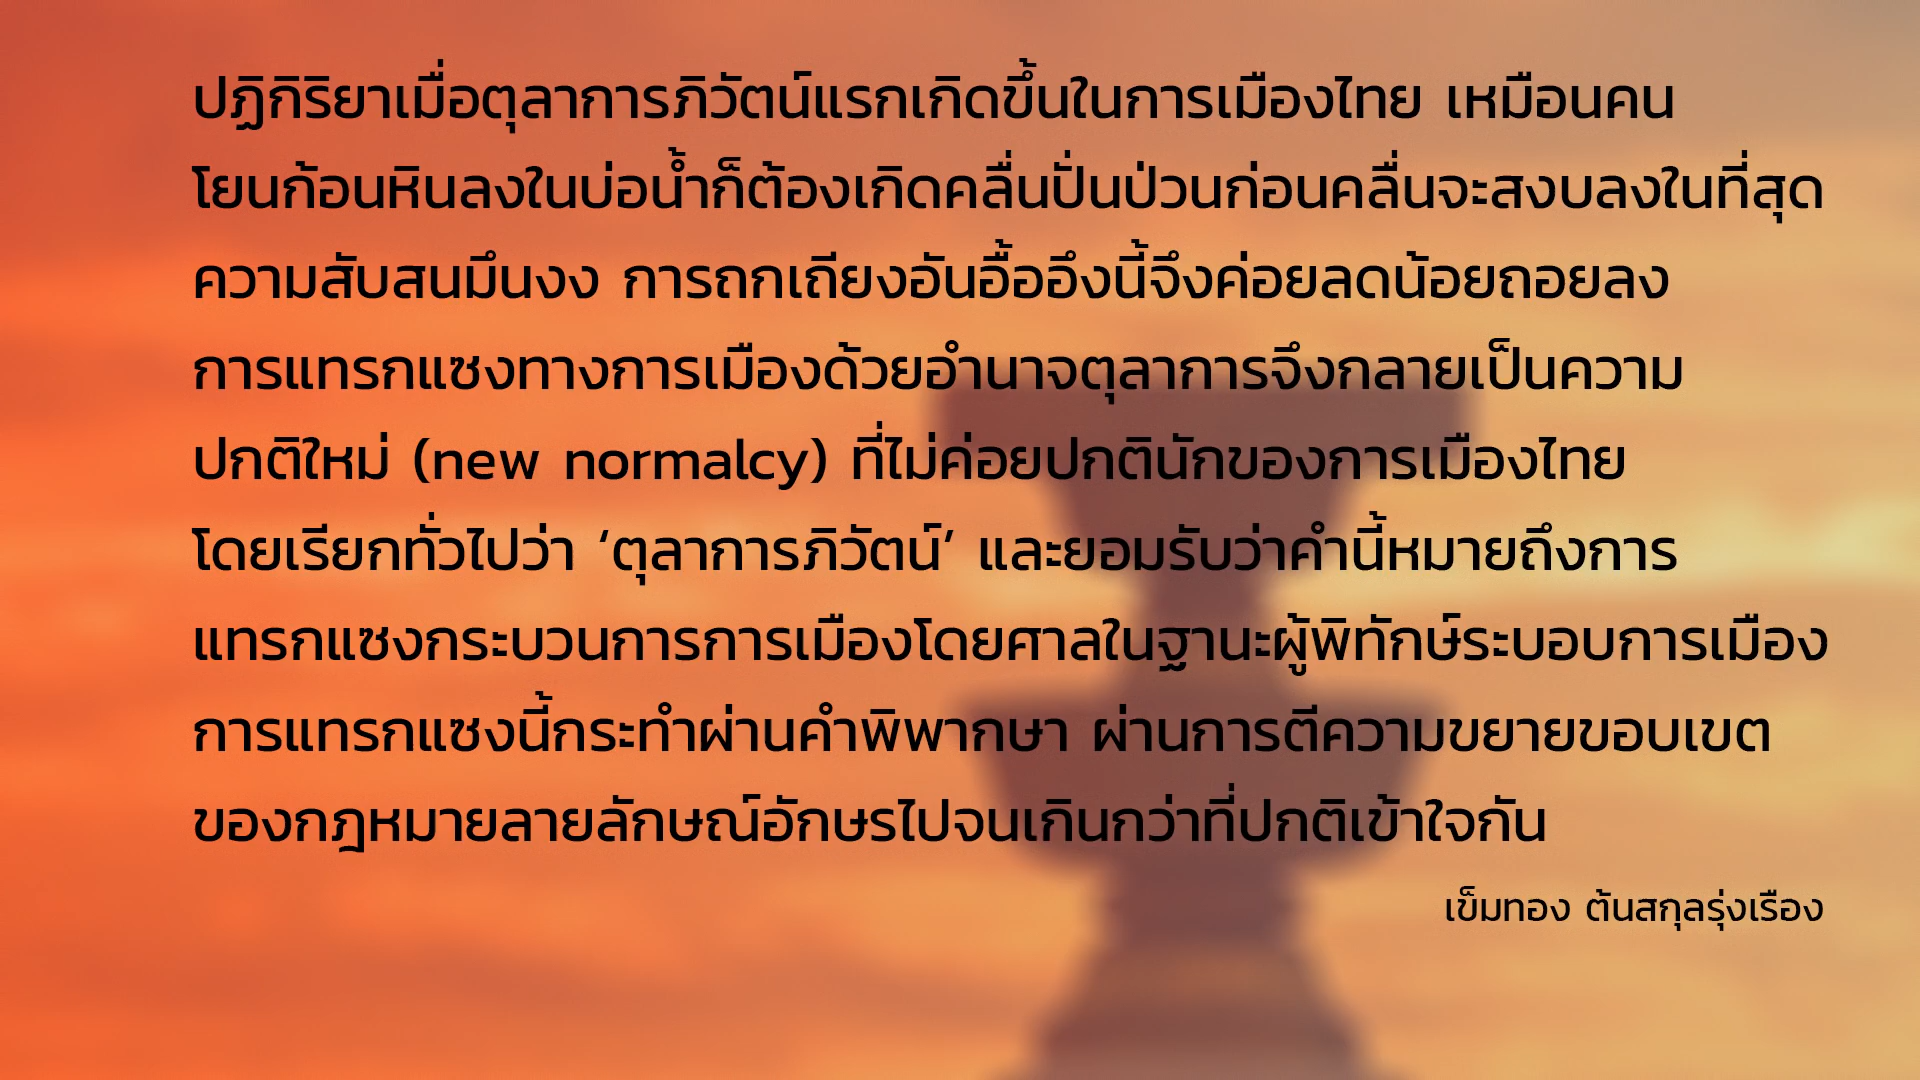 ปฏิกิริยาเมื่อตุลาการภิวัตน์แรกเกิดขึ้นในการเมืองไทย เหมือนคน
โยนก้อนหินลงในบ่อน้ำก็ต้องเกิดคลื่นปั่นป่วนก่อนคลื่นจะสงบลงในที่สุด
ความสับสนมึนงง การถกเถียงอันอื้ออึงนี้จึงค่อยลดน้อยถอยลง
การแทรกแซงทางการเมืองด้วยอำนาจตุลาการจึงกลายเป็นความ
ปกติใหม่ (new normalcy) ที่ไม่ค่อยปกตินักของการเมืองไทย
โดยเรียกทั่วไปว่า ‘ตุลาการภิวัตน์’ และยอมรับว่าคำนี้หมายถึงการ
แทรกแซงกระบวนการการเมืองโดยศาลในฐานะผู้พิทักษ์ระบอบการเมือง
การแทรกแซงนี้กระทำผ่านคำพิพากษา ผ่านการตีความขยายขอบเขต
ของกฎหมายลายลักษณ์อักษรไปจนเกินกว่าที่ปกติเข้าใจกัน
เข็มทอง ต้นสกุลรุ่งเรือง